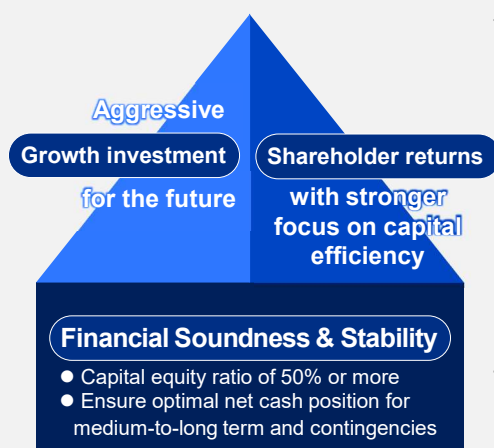 Aggressive
Growth investment
for the future
Shareholder returns
with stronger
focus on capital
efficiency
Financial Soundness & Stability
● Capital equity ratio of 50% or more
● Ensure optimal net cash position for
medium-to-long term and contingencies